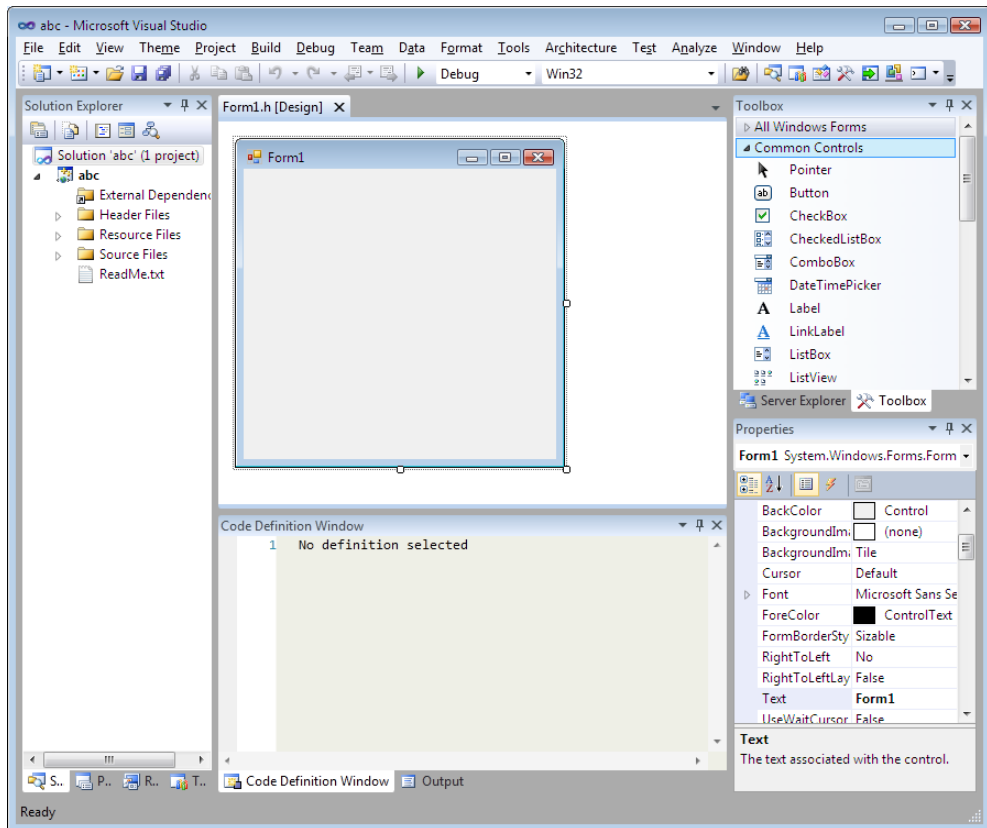 abc - Microsoft Visual Studio
File Edit View Theme Project Build Debug Team Data Format Tools Architecture Test Analyze Window Help
Debug Win32
Solution Explorer
Solution 'abc' (1 project)
abc
External Dependenc
Header Files
Resource Files
Source Files
ReadMe.txt
S.. P.. R.. T..
Form1.h [Design]
Form1
Code Definition Window
1 No definition selected
Code Definition Window Output
Toolbox
All Windows Forms
Common Controls
Pointer
ab Button
CheckBox
CheckedListBox
ComboBox
DateTimePicker
A Label
A LinkLabel
ListBox
ListView
Server Explorer Toolbox
Properties
Form1 System.Windows.Forms.Form
BackColor Control
BackgroundIma (none)
BackgroundIma Tile
Cursor Default
Font Microsoft Sans Se
ForeColor ControlText
FormBorderSty Sizable
RightToLeft No
RightToLeftLay False
Text Form1
UseWaitCursor False
Text
The text associated with the control.
Ready